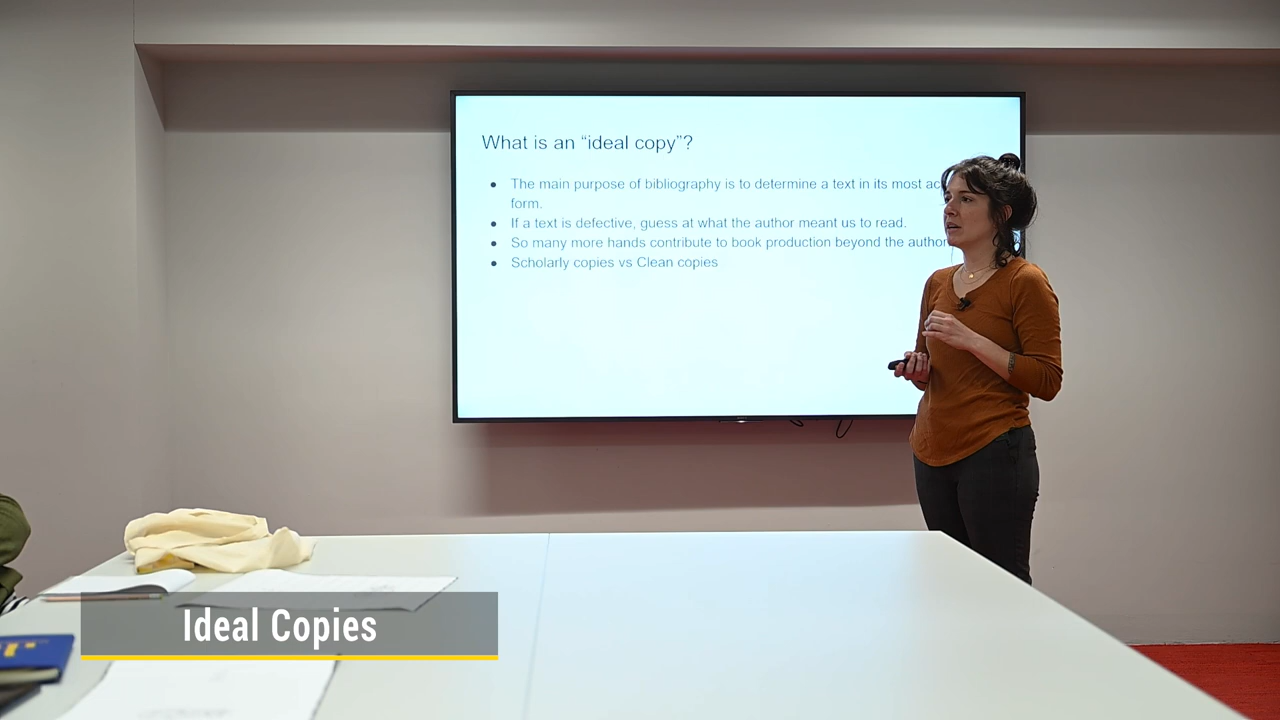 What is an “ideal copy”?
● The main purpose of bibliography is to determine a text in its most
form.
● If a text is defective, guess at what the author meant us to read.
● So many more hands contribute to book production beyond the author
● Scholarly copies vs Clean copies
Ideal Copies